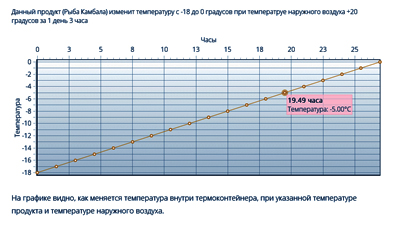 Данный продукт (Рыба Камбала) изменит температуру с -18 до 0 градусов при температруе наружного воздуха +20
градусов за 1 день 3 часа
Часы
0 3 5 8 10 13 15 18 20 23 25
0
-2
-4
-6
-8
-10
-12
-14
-16
-18
Температура
19.49 часа
Температура: -5.00°C
На графике видно, как меняется температура внутри термоконтейнера, при указанной температуре
продукта и температуре наружного воздуха.